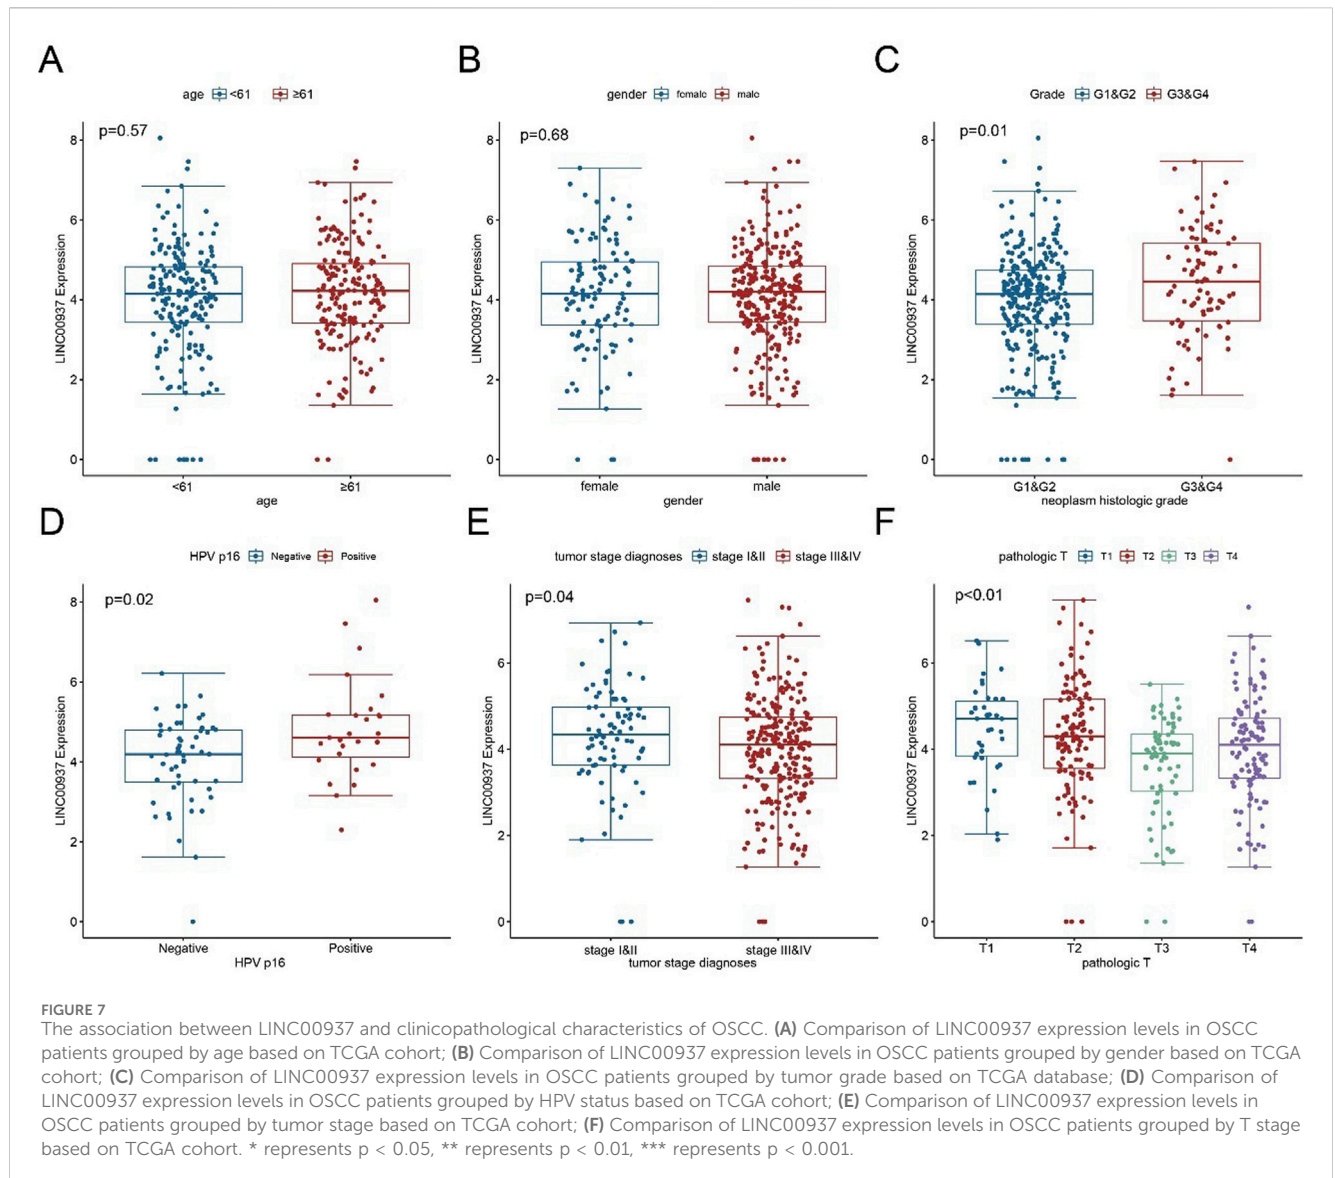 A
age <61 ≥61
p=0.57
8
6
4
2
0
LINC00937 Expression
<61 ≥61
age
B
gender female male
p=0.68
8
6
4
2
0
LINC00937 Expression
female male
gender
C
Grade G1&G2 G3&G4
p=0.01
8
6
4
2
0
LINC00937 Expression
G1&G2 G3&G4
neoplasm histologic grade
D
HPV p16 Negative Positive
p=0.02
8
6
4
2
0
LINC00937 Expression
Negative Positive
HPV p16
E
tumor stage diagnoses stage I&II stage III&IV
p=0.04
6
4
2
0
LINC00937 Expression
stage I&II stage III&IV
tumor stage diagnoses
F
pathologic T T1 T2 T3 T4
p<0.01
6
4
2
0
LINC00937 Expression
T1 T2 T3 T4
pathologic T
FIGURE 7
The association between LINC00937 and clinicopathological characteristics of OSCC. (A) Comparison of LINC00937 expression levels in OSCC
patients grouped by age based on TCGA cohort; (B) Comparison of LINC00937 expression levels in OSCC patients grouped by gender based on TCGA
cohort; (C) Comparison of LINC00937 expression levels in OSCC patients grouped by tumor grade based on TCGA database; (D) Comparison of
LINC00937 expression levels in OSCC patients grouped by HPV status based on TCGA cohort; (E) Comparison of LINC00937 expression levels in
OSCC patients grouped by tumor stage based on TCGA cohort; (F) Comparison of LINC00937 expression levels in OSCC patients grouped by T stage
based on TCGA cohort. * represents p < 0.05, ** represents p < 0.01, *** represents p < 0.001.